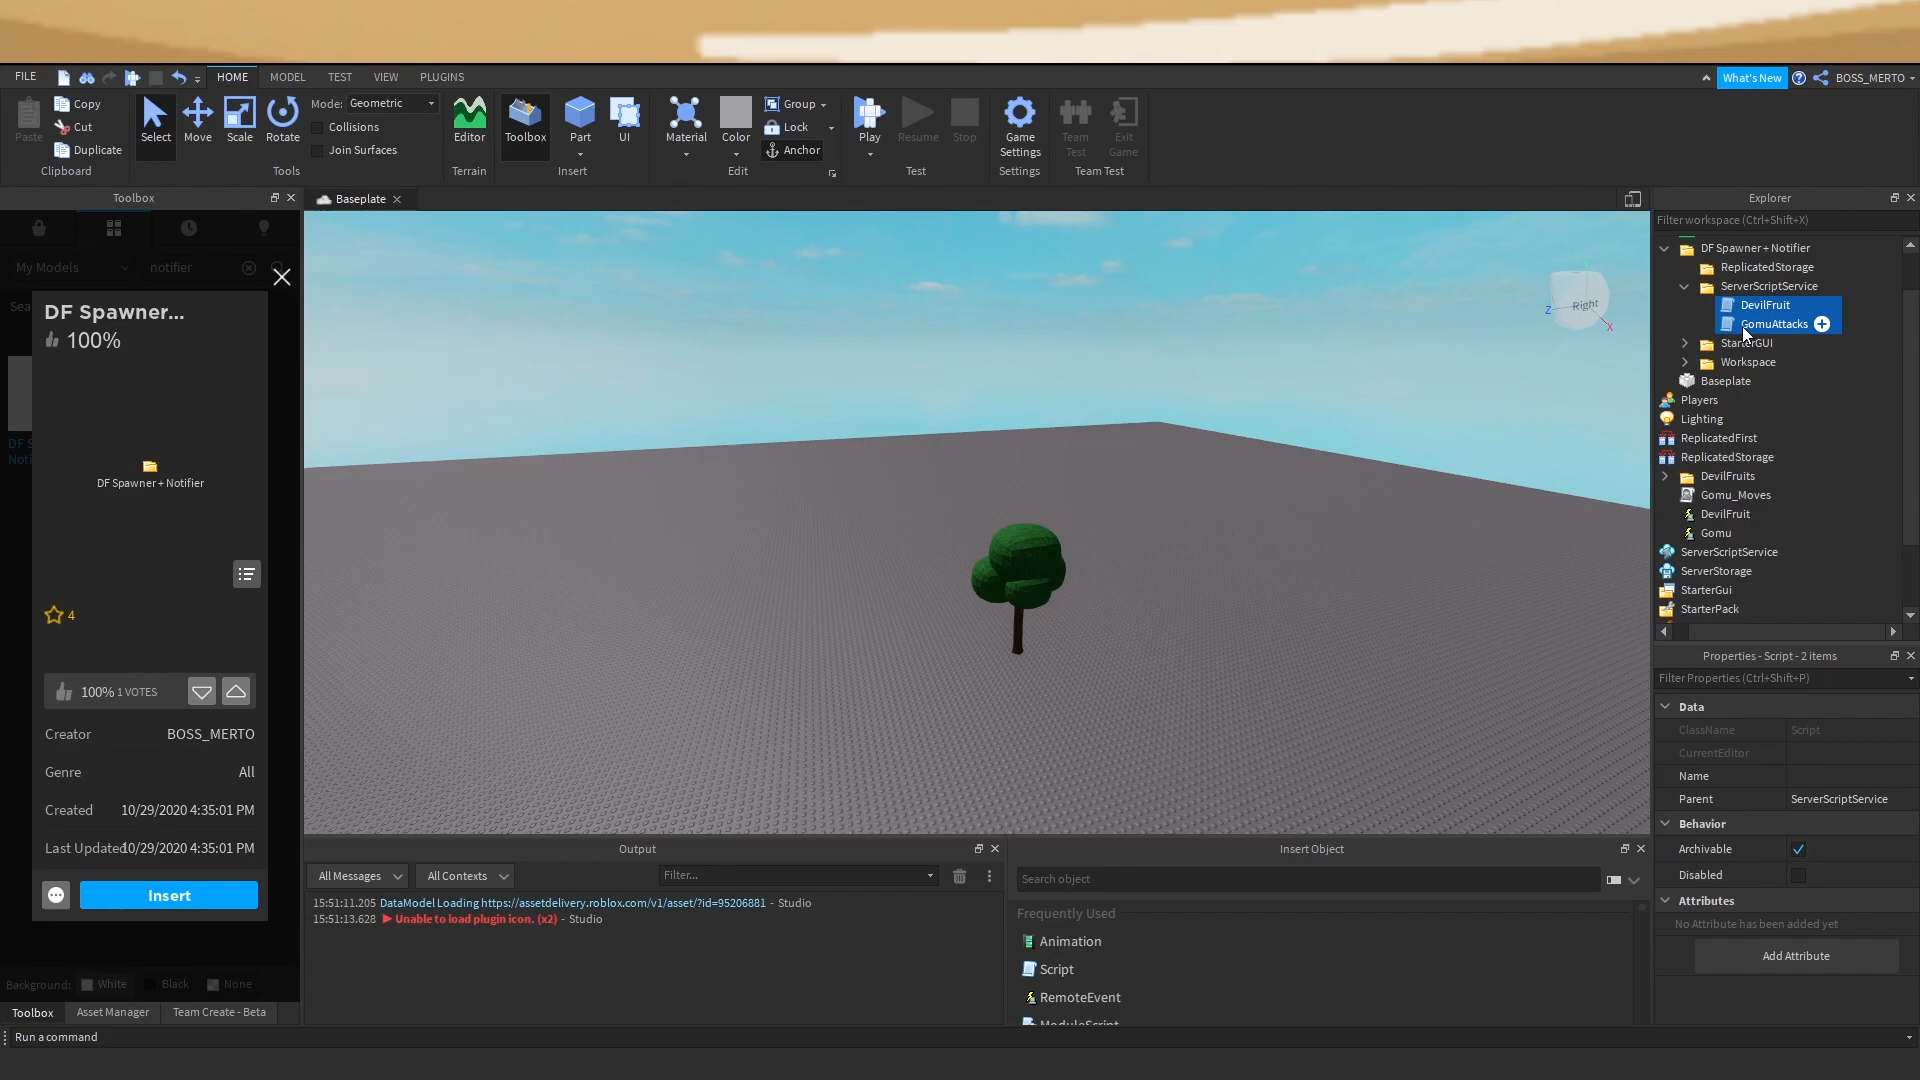 FILE
HOME
MODEL
TEST
VIEW
PLUGINS
What's New
BOSS_MERTO
Paste
Copy
Cut
Duplicate
Clipboard
Select
Move
Scale
Rotate
Mode: Geometric
Collisions
Join Surfaces
Tools
Editor
Terrain
Toolbox
Part
UI
Insert
Material
Color
Group
Lock
Anchor
Edit
Play
Resume
Stop
Test
Game
Settings
Settings
Team
Test
Exit
Game
Team Test
Toolbox
My Models
notifier
Sea
DF S
Noti
DF Spawner...
100%
DF Spawner + Notifier
4
100% 1 VOTES
Creator BOSS_MERTO
Genre All
Created 10/29/2020 4:35:01 PM
Last Updated 10/29/2020 4:35:01 PM
Insert
Background: White Black None
Toolbox
Asset Manager
Team Create - Beta
Run a command
Baseplate
Right
Z
X
Output
All Messages
All Contexts
Filter...
15:51:11.205 DataModel Loading https://assetdelivery.roblox.com/v1/asset/?id=95206881 - Studio
15:51:13.628 Unable to load plugin icon. (x2) - Studio
Insert Object
Search object
Frequently Used
Animation
Script
RemoteEvent
ModuleScript
Explorer
Filter workspace (Ctrl+Shift+X)
DF Spawner + Notifier
ReplicatedStorage
ServerScriptService
DevilFruit
GomuAttacks
StarterGUI
Workspace
Baseplate
Players
Lighting
ReplicatedFirst
ReplicatedStorage
DevilFruits
Gomu_Moves
DevilFruit
Gomu
ServerScriptService
ServerStorage
StarterGui
StarterPack
Properties - Script - 2 items
Filter Properties (Ctrl+Shift+P)
Data
ClassName Script
CurrentEditor
Name
Parent ServerScriptService
Behavior
Archivable
Disabled
Attributes
No Attribute has been added yet
Add Attribute